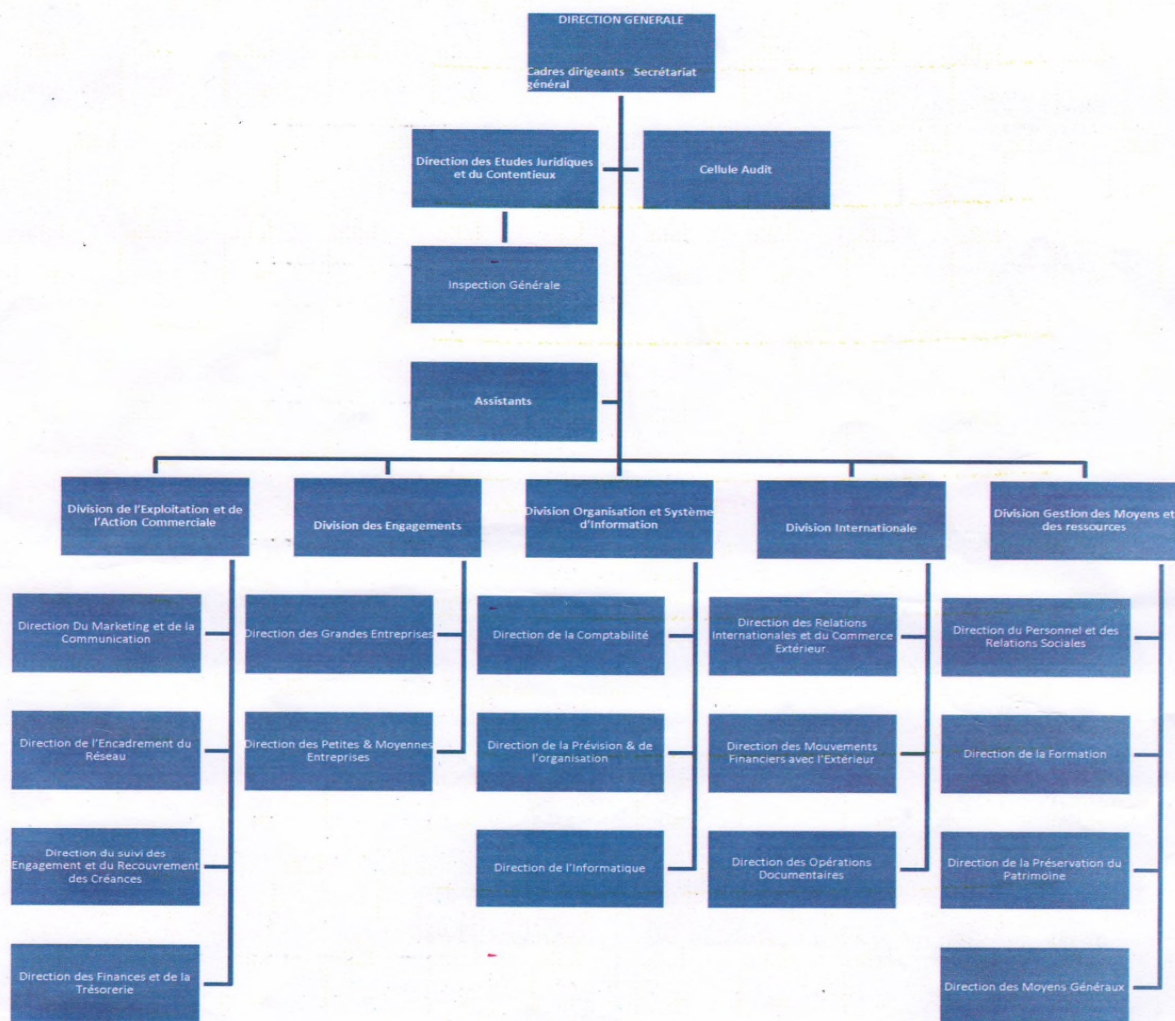 DIRECTION GENERALE
Cadres dirigeants Secrétariat
général
Direction des Etudes Juridiques
et du Contentieux
Cellule Audit
Inspection Générale
Assistants
Division de l'Exploitation et de
l'Action Commerciale
Division des Engagements
Division Organisation et Système
d'Information
Division Internationale
Division Gestion des Moyens et
des ressources
Direction Du Marketing et de la
Communication
Direction des Grandes Entreprises
Direction de la Comptabilité
Direction des Relations
Internationales et du Commerce
Extérieur
Direction du Personnel et des
Relations Sociales
Direction de l'Encadrement du
Réseau
Direction des Petites & Moyennes
Entreprises
Direction de la Prévision & de
l'organisation
Direction des Mouvements
Financiers avec l'Extérieur
Direction de la Formation
Direction du suivi des
Engagement et du Recouvrement
des Créances
Direction de l'Informatique
Direction des Opérations
Documentaires
Direction de la Préservation du
Patrimoine
Direction des Finances et de la
Trésorerie
Direction des Moyens Généraux